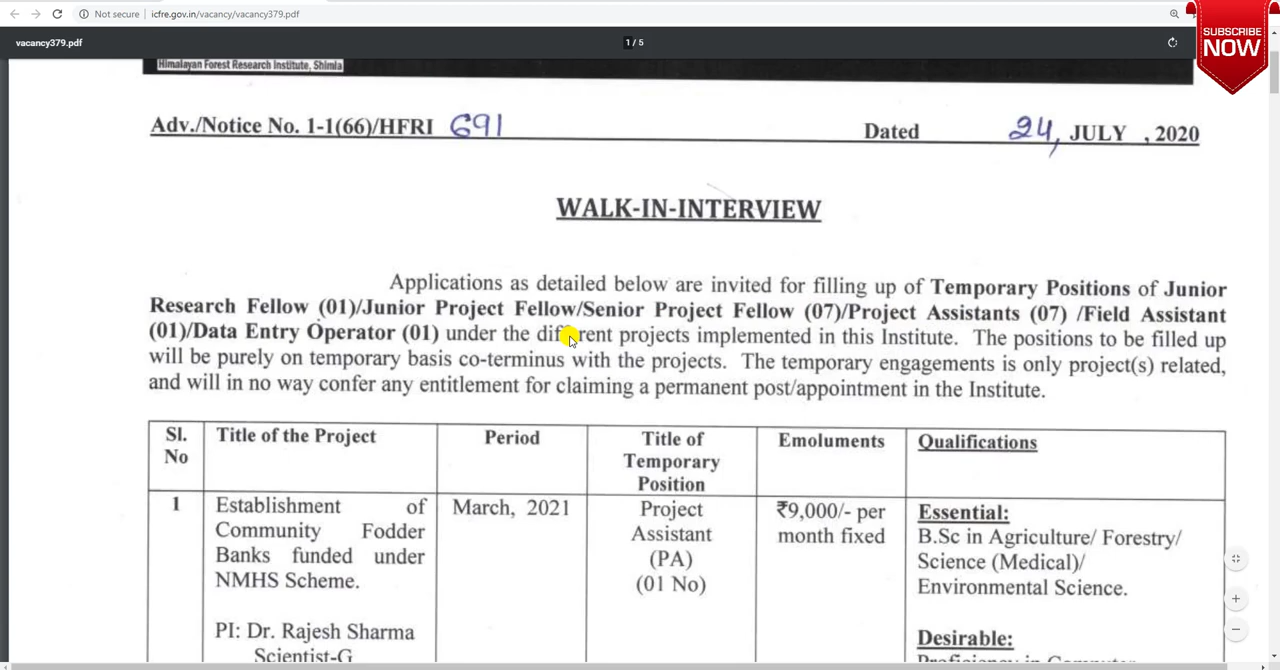 Not secure | icfre.gov.in/vacancy/vacancy379.pdf
SUBSCRIBE
NOW
vacancy379.pdf
1 / 5
Himalayan Forest Research Institute, Shimla
Adv./Notice No. 1-1(66)/HFRI 691 Dated 24, JULY , 2020
WALK-IN-INTERVIEW
Applications as detailed below are invited for filling up of Temporary Positions of Junior
Research Fellow (01)/Junior Project Fellow/Senior Project Fellow (07)/Project Assistants (07) /Field Assistant
(01)/Data Entry Operator (01) under the different projects implemented in this Institute. The positions to be filled up
will be purely on temporary basis co-terminus with the projects. The temporary engagements is only project(s) related,
and will in no way confer any entitlement for claiming a permanent post/appointment in the Institute.
Sl.
No
Title of the Project
Period
Title of
Temporary
Position
Emoluments
Qualifications
1
Establishment of
Community Fodder
Banks funded under
NMHS Scheme.
PI: Dr. Rajesh Sharma
Scientist-G
March, 2021
Project
Assistant
(PA)
(01 No)
₹9,000/- per
month fixed
Essential:
B.Sc in Agriculture/ Forestry/
Science (Medical)/
Environmental Science.
Desirable:
Proficiency in Computer